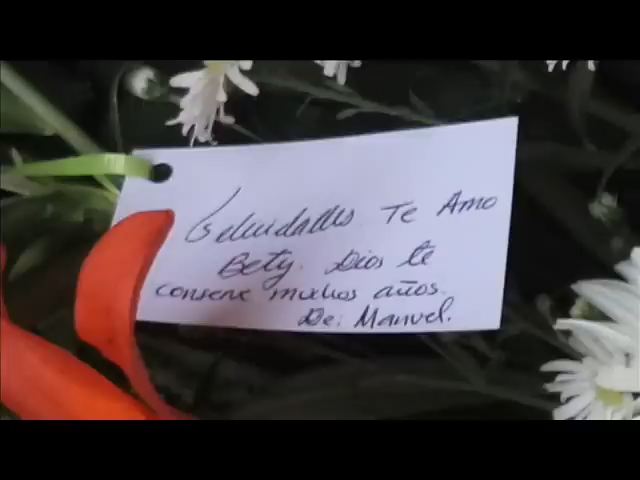 Felicidades Te Amo
Bety. Dios te
conserve muchos años.
De: Manuel.